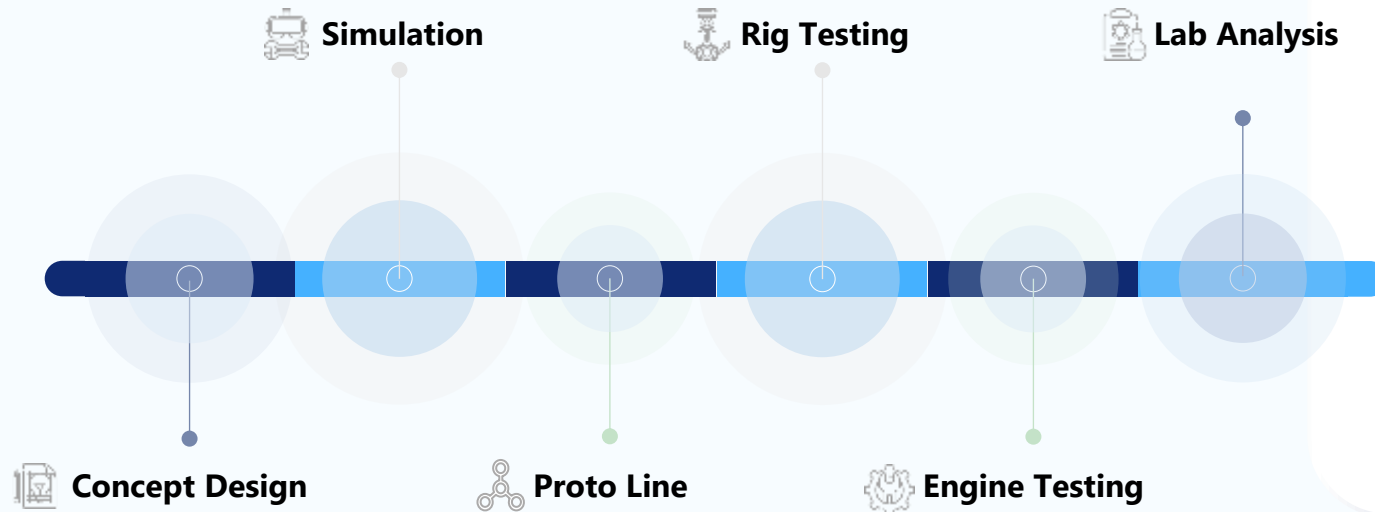 Simulation
Rig Testing
Lab Analysis
Concept Design
Proto Line
Engine Testing